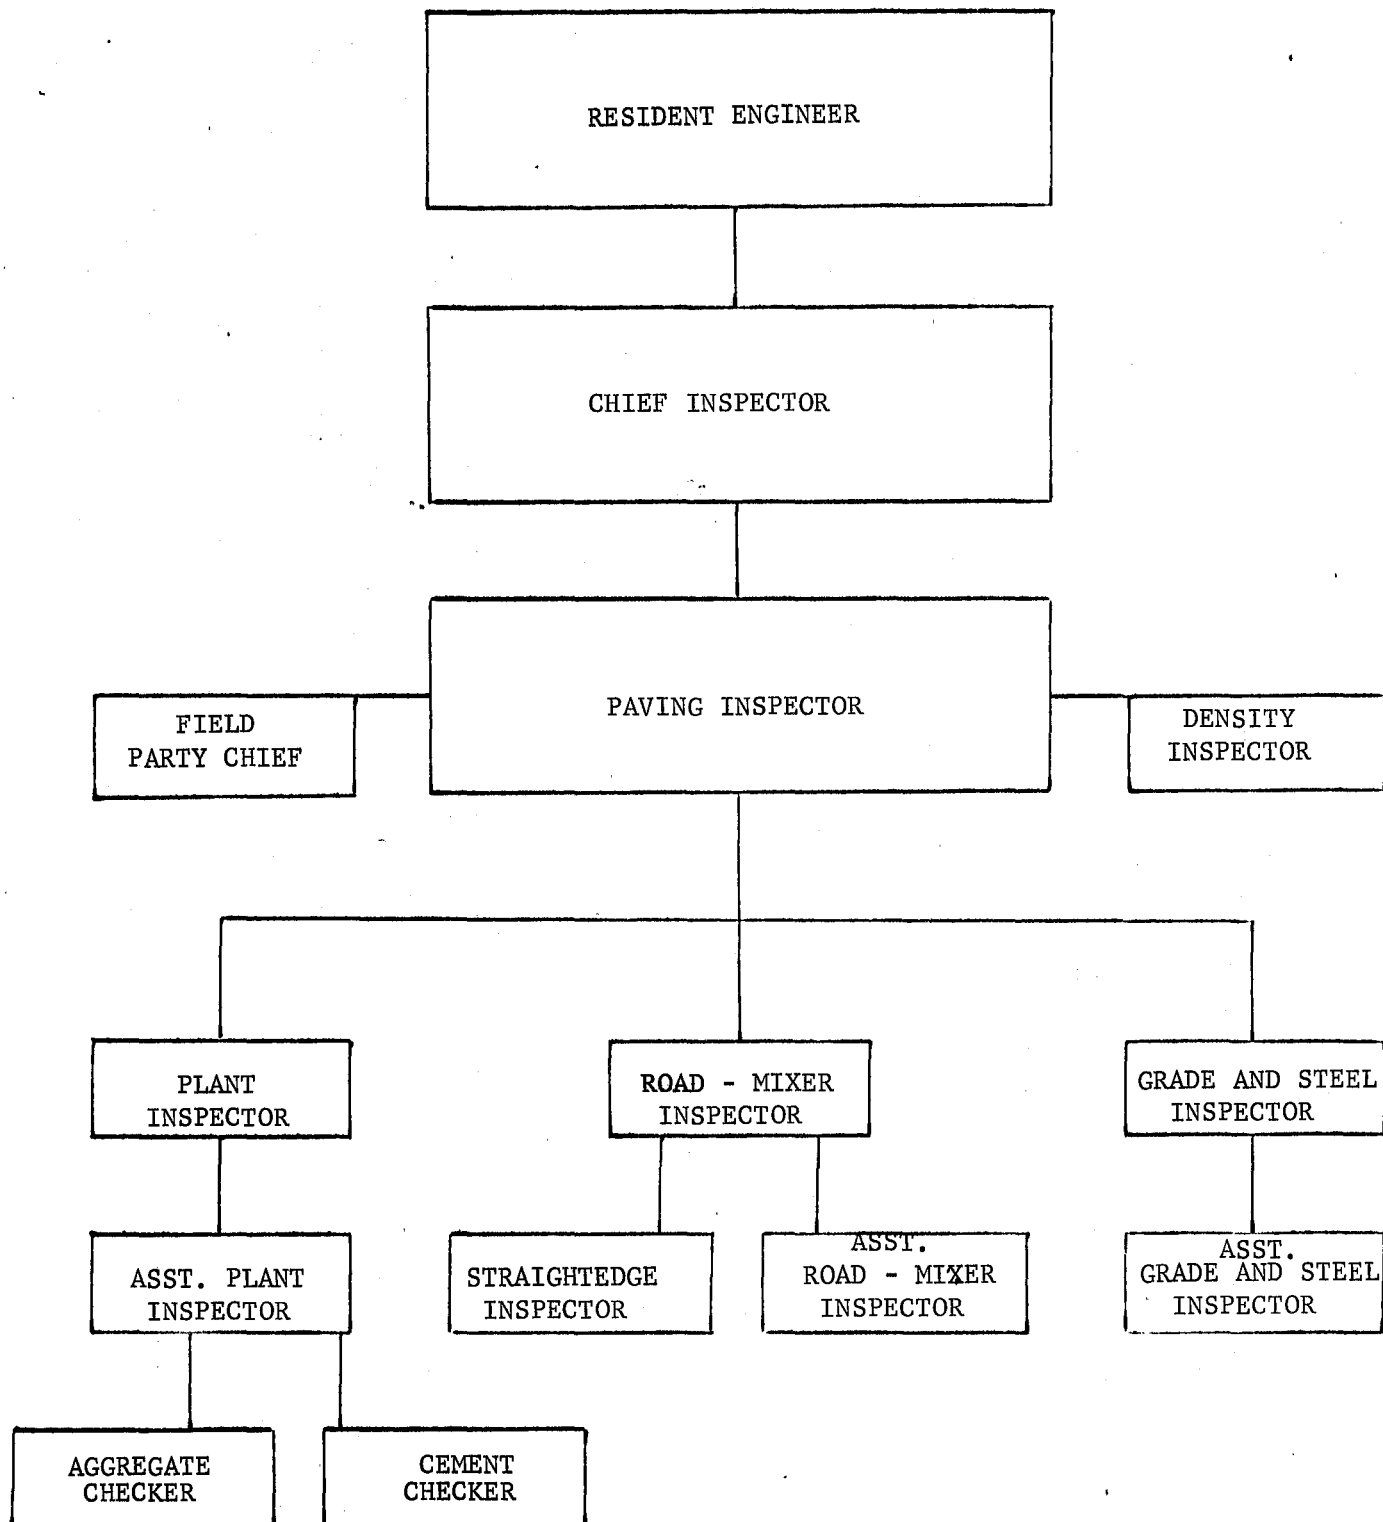 RESIDENT ENGINEER
CHIEF INSPECTOR
PAVING INSPECTOR
FIELD
PARTY CHIEF
DENSITY
INSPECTOR
PLANT
INSPECTOR
ROAD - MIXER
INSPECTOR
GRADE AND STEEL
INSPECTOR
ASST. PLANT
INSPECTOR
STRAIGHTEDGE
INSPECTOR
ASST.
ROAD - MIXER
INSPECTOR
ASST.
GRADE AND STEEL
INSPECTOR
AGGREGATE
CHECKER
CEMENT
CHECKER